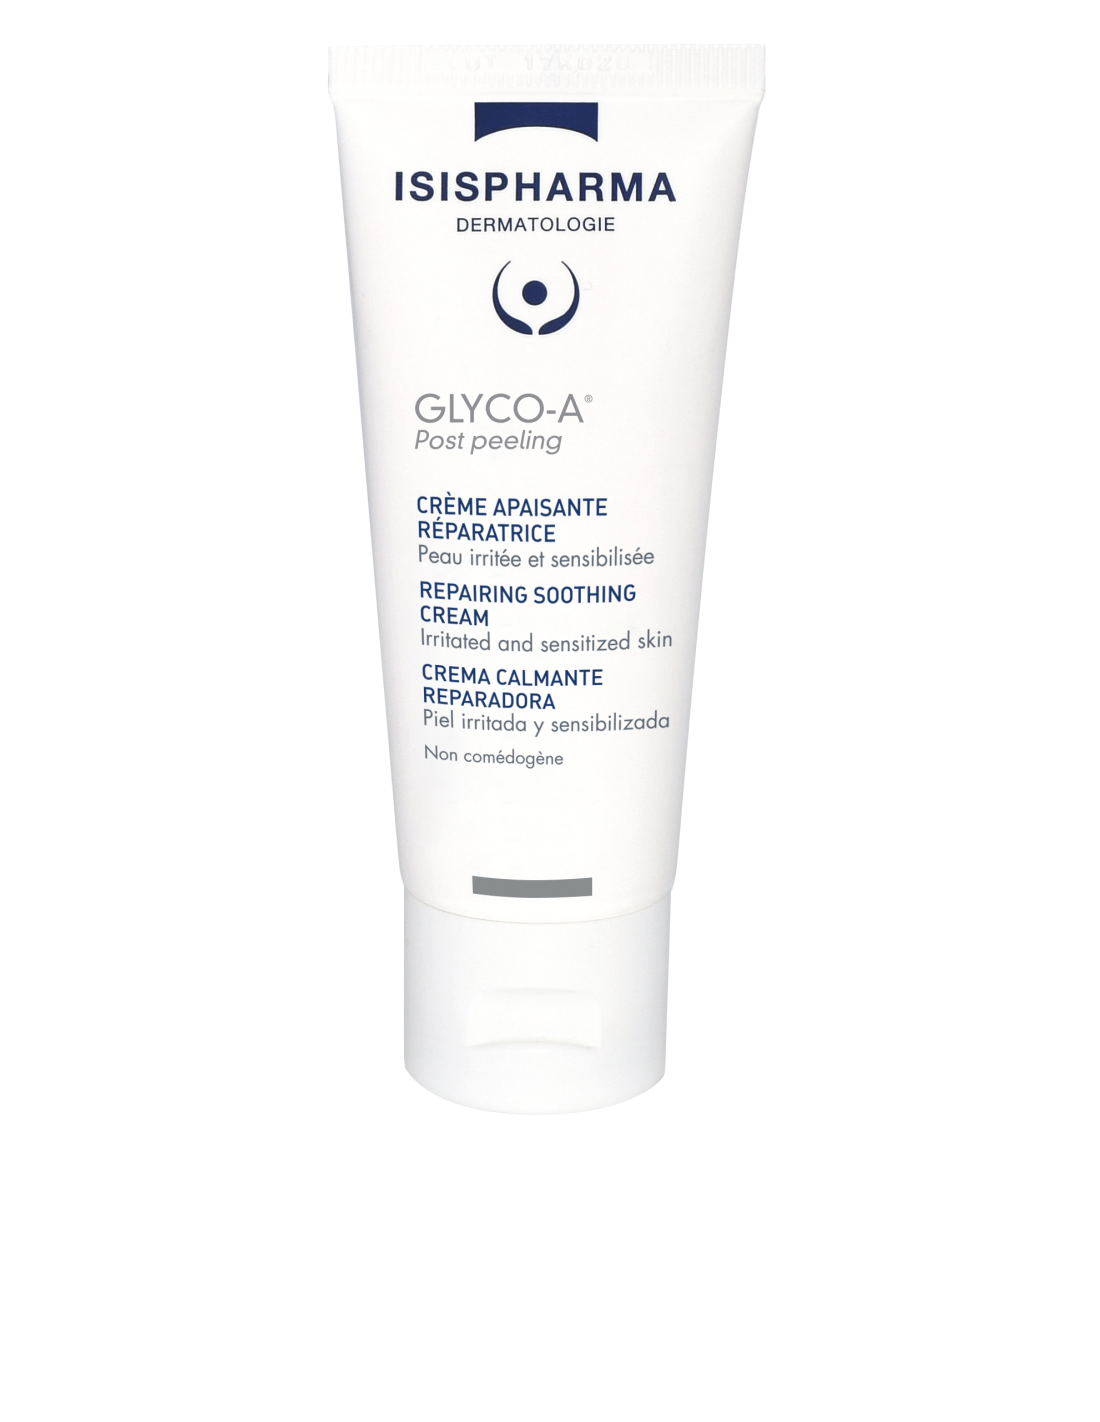 ISISPHARMA
DERMATOLOGIE
GLYCO-A®
Post peeling
CRÈME APAISANTE
RÉPARATRICE
Peau irritée et sensibilisée
REPAIRING SOOTHING
CREAM
Irritated and sensitized skin
CREMA CALMANTE
REPARADORA
Piel irritada y sensibilizada
Non comédogène